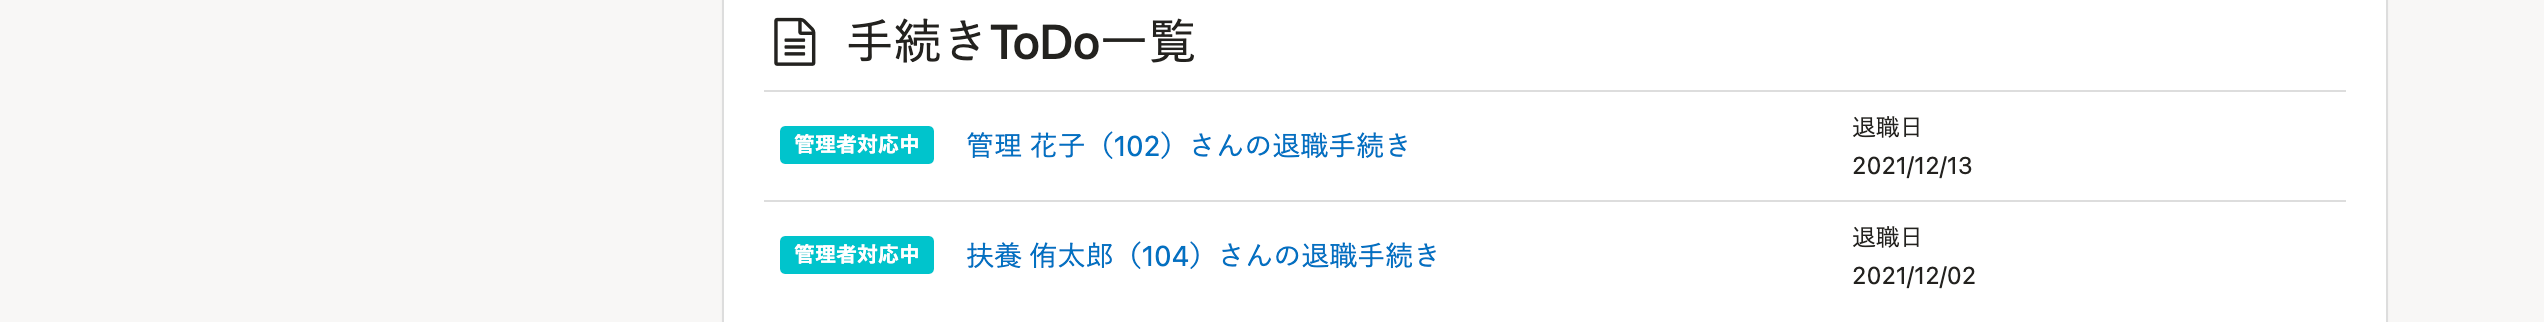 手続きToDo一覧
管理者対応中 管理 花子（102）さんの退職手続き 退職日
2021/12/13
管理者対応中 扶養 侑太郎（104）さんの退職手続き 退職日
2021/12/02